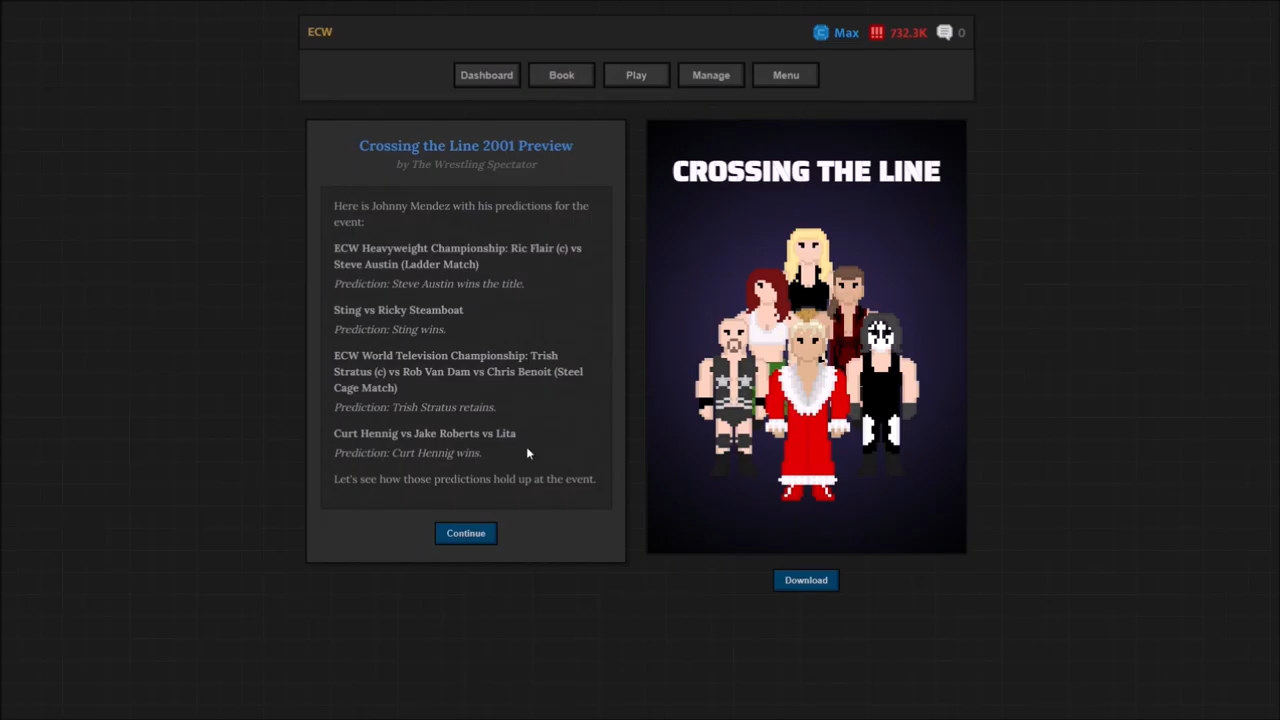 ECW
Max
732.3K
0
Dashboard
Book
Play
Manage
Menu
Crossing the Line 2001 Preview
by The Wrestling Spectator
Here is Johnny Mendez with his predictions for the
event:
ECW Heavyweight Championship: Ric Flair (c) vs
Steve Austin (Ladder Match)
Prediction: Steve Austin wins the title.
Sting vs Ricky Steamboat
Prediction: Sting wins.
ECW World Television Championship: Trish
Stratus (c) vs Rob Van Dam vs Chris Benoit (Steel
Cage Match)
Prediction: Trish Stratus retains.
Curt Hennig vs Jake Roberts vs Lita
Prediction: Curt Hennig wins.
Let's see how those predictions hold up at the event.
Continue
CROSSING THE LINE
Download